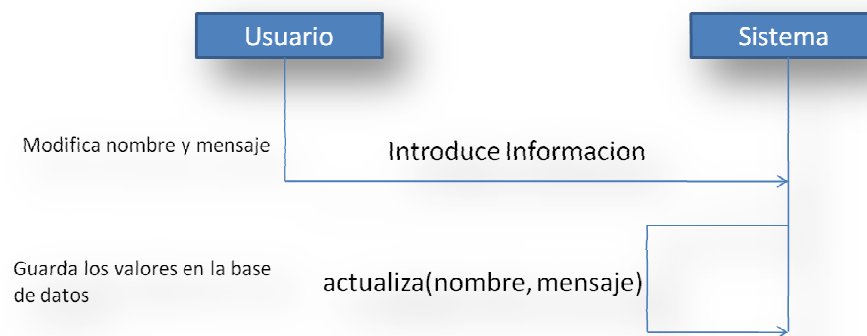 Usuario
Sistema
Modifica nombre y mensaje
Introduce Informacion
Guarda los valores en la base
de datos
actualiza(nombre, mensaje)